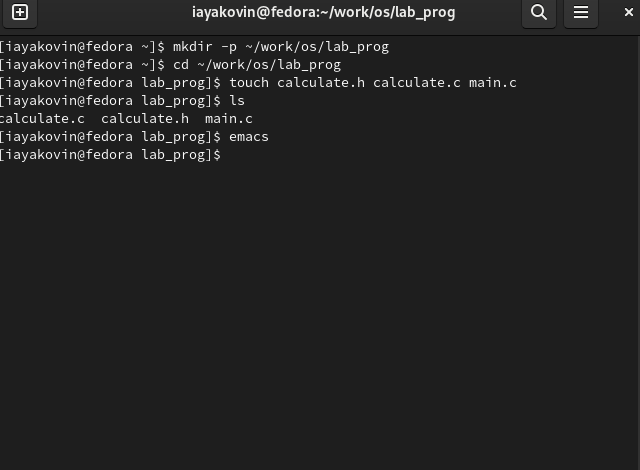 iayakovin@fedora:~/work/os/lab_prog
[iayakovin@fedora ~]$ mkdir -p ~/work/os/lab_prog
[iayakovin@fedora ~]$ cd ~/work/os/lab_prog
[iayakovin@fedora lab_prog]$ touch calculate.h calculate.c main.c
[iayakovin@fedora lab_prog]$ ls
calculate.c  calculate.h  main.c
[iayakovin@fedora lab_prog]$ emacs
[iayakovin@fedora lab_prog]$